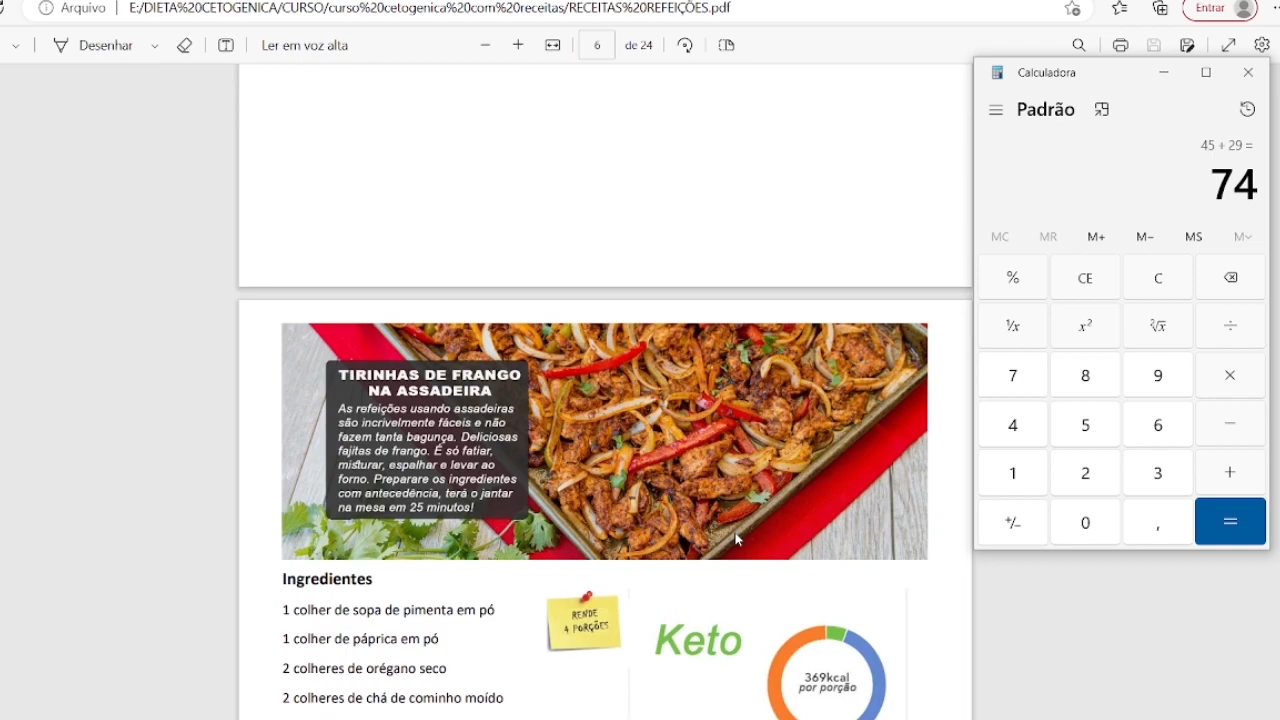 Arquivo E:/DIETA%20CETOGENICA/CURSO/curso%20cetogenica%20com%20receitas/RECEITAS%20REFEIÇÕES.pdf
Entrar
Desenhar
Ler em voz alta
6 de 24
Calculadora
Padrão
45 + 29 =
74
MC MR M+ M− MS M˅
% CE C
¹/x x² ²√x ÷
7 8 9 ×
4 5 6 −
1 2 3 +
⁺/− 0 , =
TIRINHAS DE FRANGO
NA ASSADEIRA
As refeições usando assadeiras
são incrivelmente fáceis e não
fazem tanta bagunça. Deliciosas
fajitas de frango. É só fatiar,
misturar, espalhar e levar ao
forno. Preparare os ingredientes
com antecedência, terá o jantar
na mesa em 25 minutos!
Ingredientes
1 colher de sopa de pimenta em pó
1 colher de páprica em pó
2 colheres de orégano seco
2 colheres de chá de cominho moído
RENDE
4 PORÇÕES
Keto
369kcal
por porção